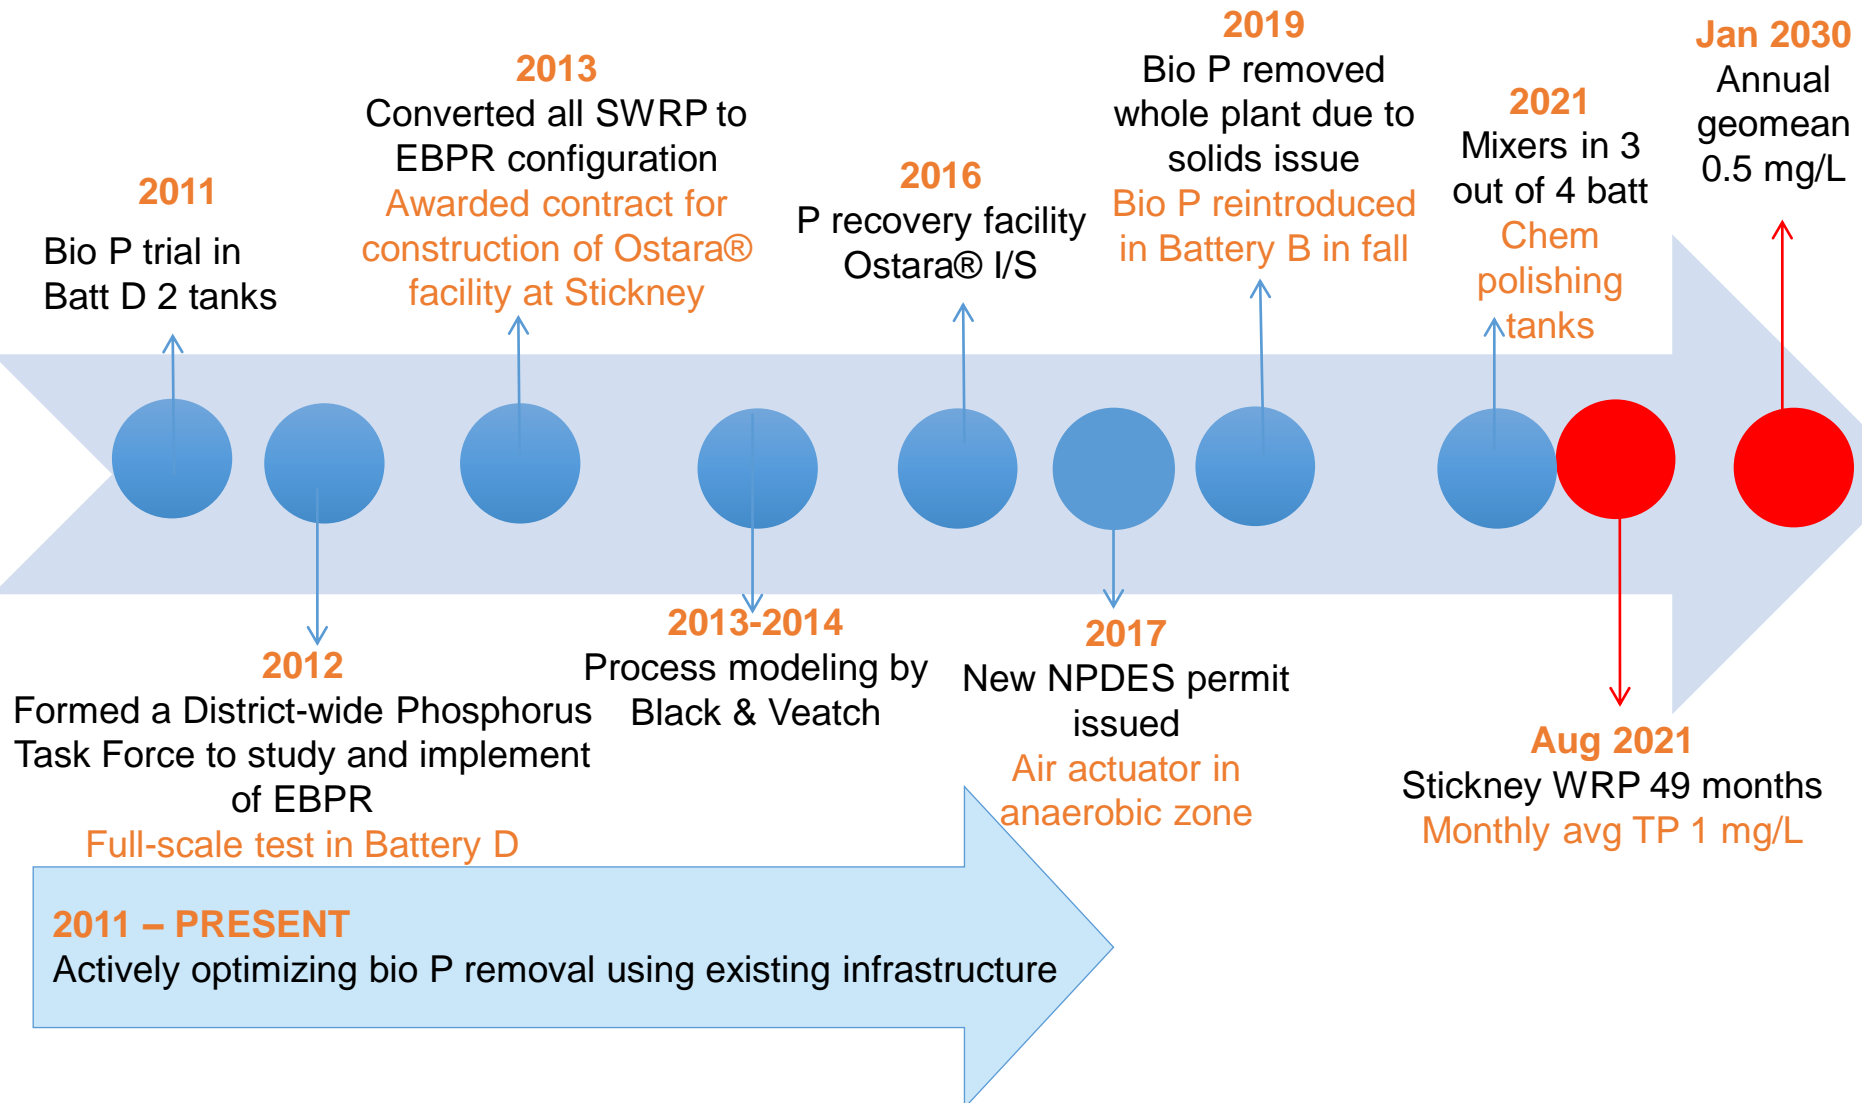 2011
Bio P trial in
Batt D 2 tanks
2012
Formed a District-wide Phosphorus
Task Force to study and implement
of EBPR
Full-scale test in Battery D
2013
Converted all SWRP to
EBPR configuration
Awarded contract for
construction of Ostara®
facility at Stickney
2013-2014
Process modeling by
Black & Veatch
2016
P recovery facility
Ostara® I/S
2017
New NPDES permit
issued
Air actuator in
anaerobic zone
2019
Bio P removed
whole plant due to
solids issue
Bio P reintroduced
in Battery B in fall
2021
Mixers in 3
out of 4 batt
Chem
polishing
tanks
Aug 2021
Stickney WRP 49 months
Monthly avg TP 1 mg/L
Jan 2030
Annual
geomean
0.5 mg/L
2011 – PRESENT
Actively optimizing bio P removal using existing infrastructure